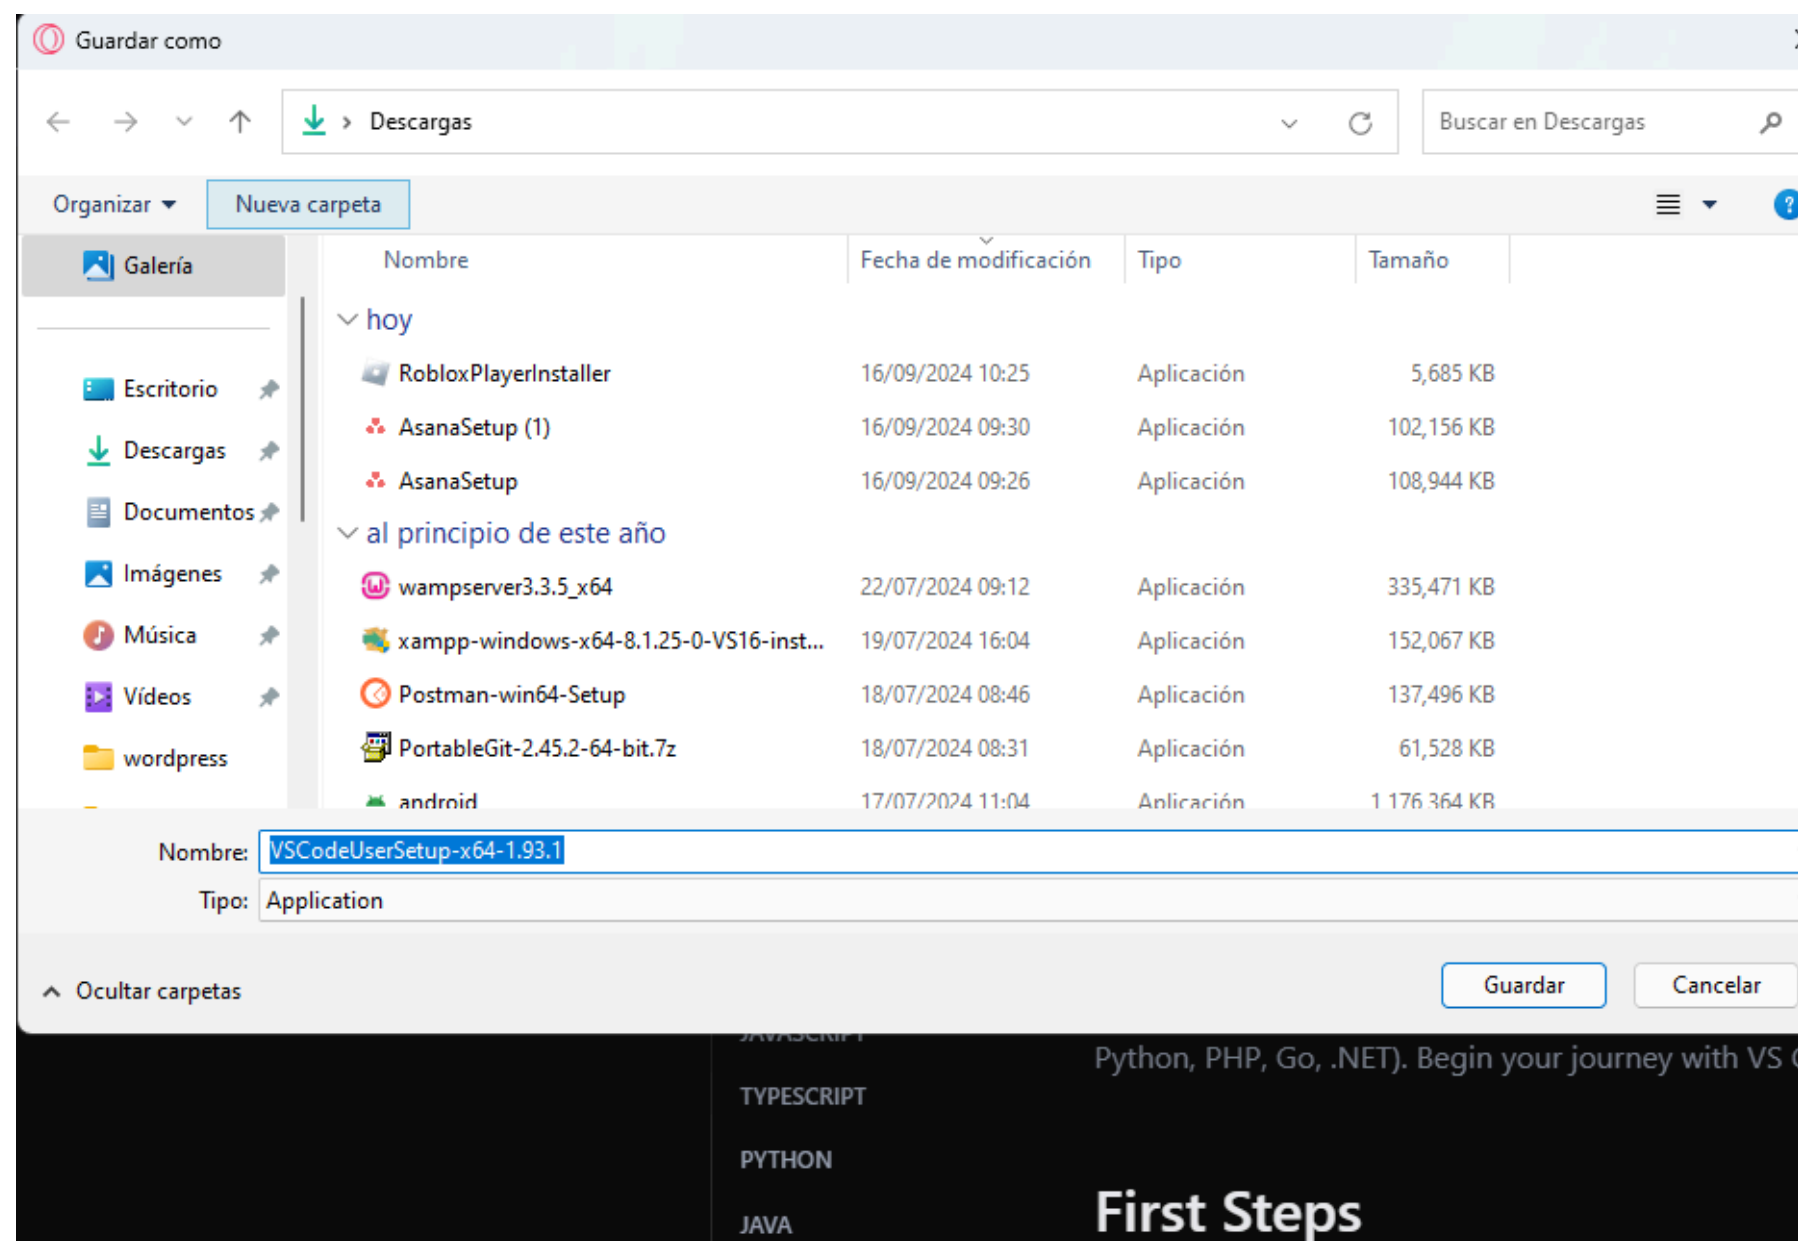 Guardar como
Descargas
Buscar en Descargas
Organizar
Nueva carpeta
Galería
Escritorio
Descargas
Documentos
Imágenes
Música
Vídeos
wordpress
Nombre Fecha de modificación Tipo Tamaño
hoy
RobloxPlayerInstaller 16/09/2024 10:25 Aplicación 5,685 KB
AsanaSetup (1) 16/09/2024 09:30 Aplicación 102,156 KB
AsanaSetup 16/09/2024 09:26 Aplicación 108,944 KB
al principio de este año
wampserver3.3.5_x64 22/07/2024 09:12 Aplicación 335,471 KB
xampp-windows-x64-8.1.25-0-VS16-inst... 19/07/2024 16:04 Aplicación 152,067 KB
Postman-win64-Setup 18/07/2024 08:46 Aplicación 137,496 KB
PortableGit-2.45.2-64-bit.7z 18/07/2024 08:31 Aplicación 61,528 KB
android 17/07/2024 11:04 Aplicación 1 176 364 KB
Nombre: VSCodeUserSetup-x64-1.93.1
Tipo: Application
Ocultar carpetas
Guardar
Cancelar
JAVASCRIPT
TYPESCRIPT
PYTHON
JAVA
Python, PHP, Go, .NET). Begin your journey with VS
First Steps